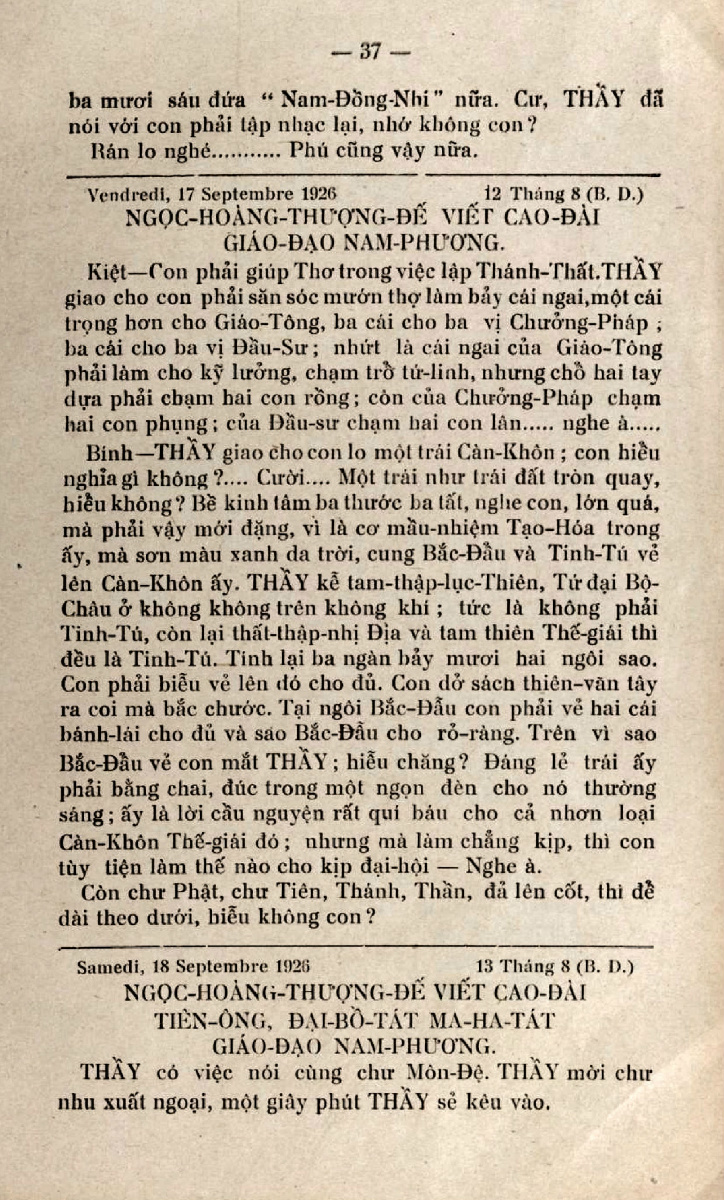 — 37 —
ba mươi sáu đứa “ Nam-Đồng-Nhi” nữa. Cư, THẦY đã
nói với con phải tập nhạc lại, nhớ không con?
Rán lo nghé........... Phú cũng vậy nữa.
Vendredi, 17 Septembre 1926 12 Tháng 8 (B. D.)
NGỌC-HOÀNG-THƯỢNG-ĐẾ VIẾT CAO-ĐÀI
GIÁO-ĐẠO NAM-PHƯƠNG.
Kiệt—Con phải giúp Thơ trong việc lập Thánh-Thất.THẦY
giao cho con phải săn sóc mướn thợ làm bảy cái ngai,một cái
trọng hơn cho Giáo-Tông, ba cái cho ba vị Chưởng-Pháp ;
ba cái cho ba vị Đầu-Sư ; nhứt là cái ngai của Giáo-Tông
phải làm cho kỹ lưởng, chạm trỗ tứ-linh, nhưng chỗ hai tay
dựa phải chạm hai con rồng ; còn của Chưởng-Pháp chạm
hai con phụng ; của Đầu-sư chạm hai con lân..... nghe à.....
Bính—THẦY giao cho con lo một trái Càn-Khôn ; con hiểu
nghĩa gì không ?.... Cười.... Một trái như trái đất tròn quay,
hiểu không? Bề kinh tâm ba thước ba tất, nghe con, lớn quá,
mà phải vậy mới đặng, vì là cơ mầu-nhiệm Tạo-Hóa trong
ấy, mà sơn màu xanh da trời, cung Bắc-Đẩu và Tinh-Tú vẻ
lên Càn-Khôn ấy. THẦY kể tam-thập-lục-Thiên, Tứ đại Bộ-
Châu ở không không trên không khí ; tức là không phải
Tinh-Tú, còn lại thất-thập-nhị Địa và tam thiên Thế-giái thì
đều là Tinh-Tú. Tính lại ba ngàn bảy mươi hai ngôi sao.
Con phải biễu vẻ lên đó cho đủ. Con dở sách thiên-văn tây
ra coi mà bắc chước. Tại ngôi Bắc-Đẩu con phải vẻ hai cái
bánh-lái cho đủ và sao Bắc-Đẩu cho rỏ-ràng. Trên vì sao
Bắc-Đẩu vẻ con mắt THẦY ; hiễu chăng? Đáng lẻ trái ấy
phải bằng chai, đúc trong một ngọn đèn cho nó thường
sáng ; ấy là lời cầu nguyện rất quí báu cho cả nhơn loại
Càn-Khôn Thế-giái đó ; nhưng mà làm chẳng kịp, thì con
tùy tiện làm thế nào cho kịp đại-hội — Nghe à.
Còn chư Phật, chư Tiên, Thánh, Thần, đả lên cốt, thì để
dài theo dưới, hiễu không con ?
Samedi, 18 Septembre 1926 13 Tháng 8 (B. D.)
NGỌC-HOÀNG-THƯỢNG-ĐẾ VIẾT CAO-ĐÀI
TIÊN-ÔNG, ĐẠI-BỒ-TÁT MA-HA-TÁT
GIÁO-ĐẠO NAM-PHƯƠNG.
THẦY có việc nói cùng chư Môn-Đệ. THẦY mời chư
nhu xuất ngoại, một giây phút THẦY sẻ kêu vào.